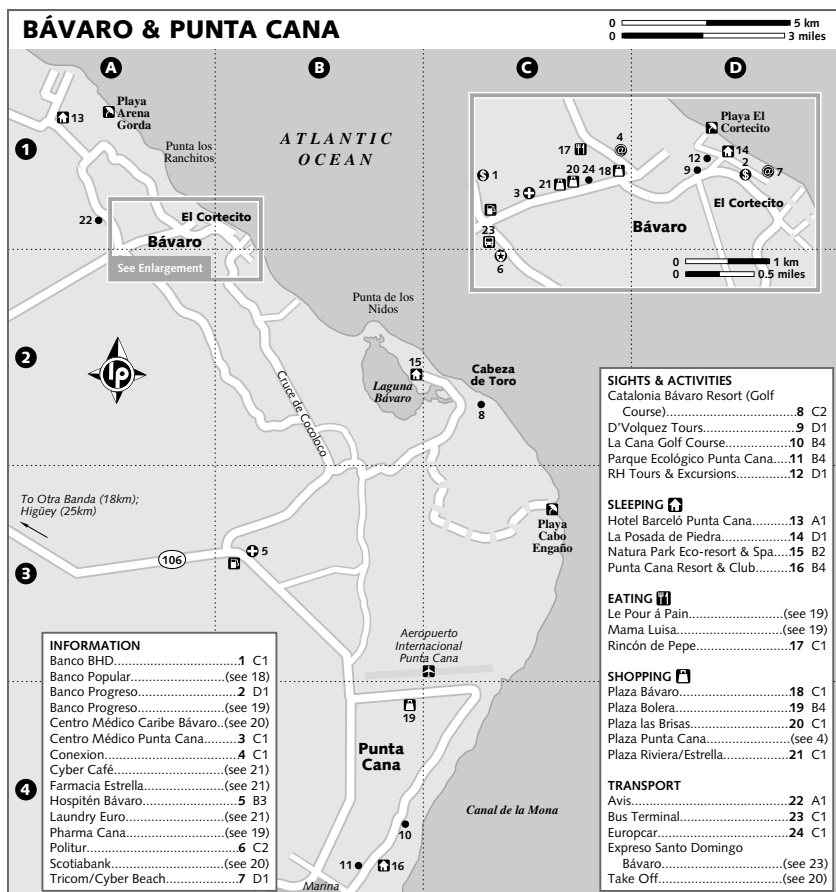 BÁVARO & PUNTA CANA
0 5 km
0 3 miles
A B C D
1
2
3
4
13
Playa
Arena
Gorda
Punta los
Ranchitos
ATLANTIC
OCEAN
22
El Cortecito
Bávaro
See Enlargement
17
4
@
Playa El
Cortecito
14
12
2
9
$
@ 7
$ 1
3
21
20 24
18
El Cortecito
23
Bávaro
6
0 1 km
0 0.5 miles
Punta de los
Nidos
lp
15
Laguna
Bávaro
Cabeza
de Toro
8
Cruce de Cocoloco
To Otra Banda (18km);
Higüey (25km)
106
5
Playa
Cabo
Engaño
Aeropuerto
Internacional
Punta Cana
19
Punta
Cana
Canal de la Mona
10
11
16
Marina
INFORMATION
Banco BHD..................1 C1
Banco Popular..................(see 18)
Banco Progreso..................2 D1
Banco Progreso..................(see 19)
Centro Médico Caribe Bávaro..(see 20)
Centro Médico Punta Cana....3 C1
Conexion..................4 C1
Cyber Café..................(see 21)
Farmacia Estrella..................(see 21)
Hospitén Bávaro..................5 B3
Laundry Euro..................(see 21)
Pharma Cana..................(see 19)
Politur..................6 C2
Scotiabank..................(see 20)
Tricom/Cyber Beach..................7 D1
SIGHTS & ACTIVITIES
Catalonia Bávaro Resort (Golf
Course)..................8 C2
D'Volquez Tours..................9 D1
La Cana Golf Course..................10 B4
Parque Ecológico Punta Cana....11 B4
RH Tours & Excursions..................12 D1
SLEEPING
Hotel Barceló Punta Cana..........13 A1
La Posada de Piedra..................14 D1
Natura Park Eco-resort & Spa.....15 B2
Punta Cana Resort & Club.........16 B4
EATING
Le Pour á Pain..................(see 19)
Mama Luisa..................(see 19)
Rincón de Pepe..................17 C1
SHOPPING
Plaza Bávaro..................18 C1
Plaza Bolera..................19 B4
Plaza las Brisas..................20 C1
Plaza Punta Cana..................(see 4)
Plaza Riviera/Estrella..................21 C1
TRANSPORT
Avis..................22 A1
Bus Terminal..................23 C1
Europcar..................24 C1
Expreso Santo Domingo
Bávaro..................(see 23)
Take Off..................(see 20)